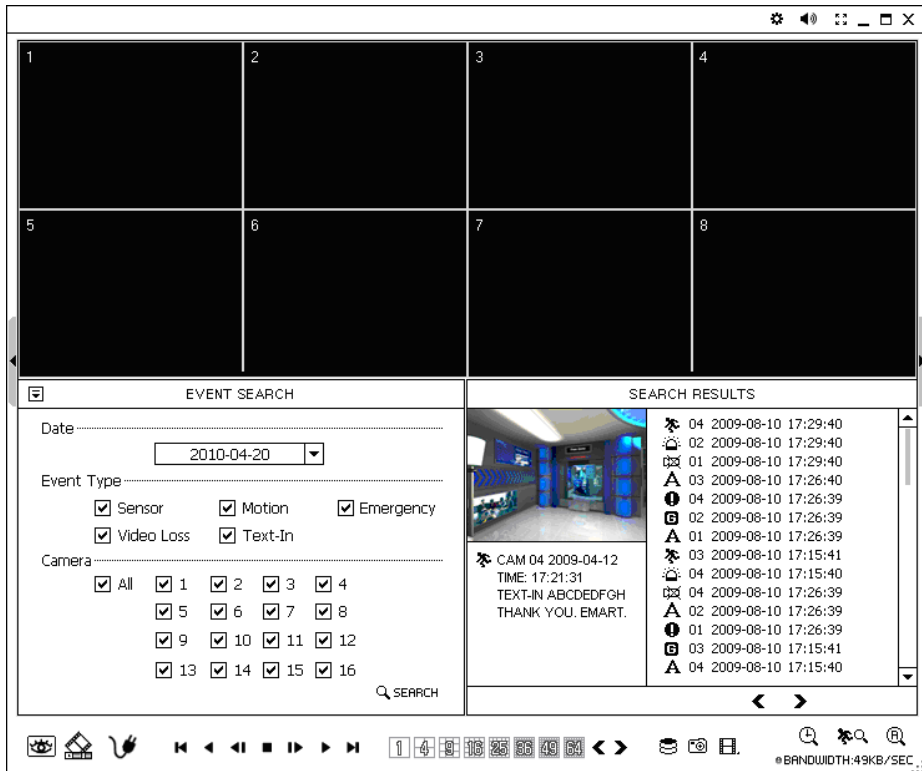 1
2
3
4
5
6
7
8
EVENT SEARCH
Date
2010-04-20
Event Type
Sensor Motion Emergency
Video Loss Text-In
Camera
All 1 2 3 4
5 6 7 8
9 10 11 12
13 14 15 16
SEARCH
SEARCH RESULTS
CAM 04 2009-04-12
TIME: 17:21:31
TEXT-IN ABCDEDFGH
THANK YOU. EMART.
04 2009-08-10 17:29:40
02 2009-08-10 17:29:40
01 2009-08-10 17:29:40
A 03 2009-08-10 17:26:40
04 2009-08-10 17:26:39
G 02 2009-08-10 17:26:39
A 01 2009-08-10 17:26:39
03 2009-08-10 17:15:41
04 2009-08-10 17:15:40
04 2009-08-10 17:26:39
A 02 2009-08-10 17:26:39
01 2009-08-10 17:26:39
G 03 2009-08-10 17:15:41
A 04 2009-08-10 17:15:40
1 4 9 16 25 36 49 64
R
BANDWIDTH:49KB/SEC